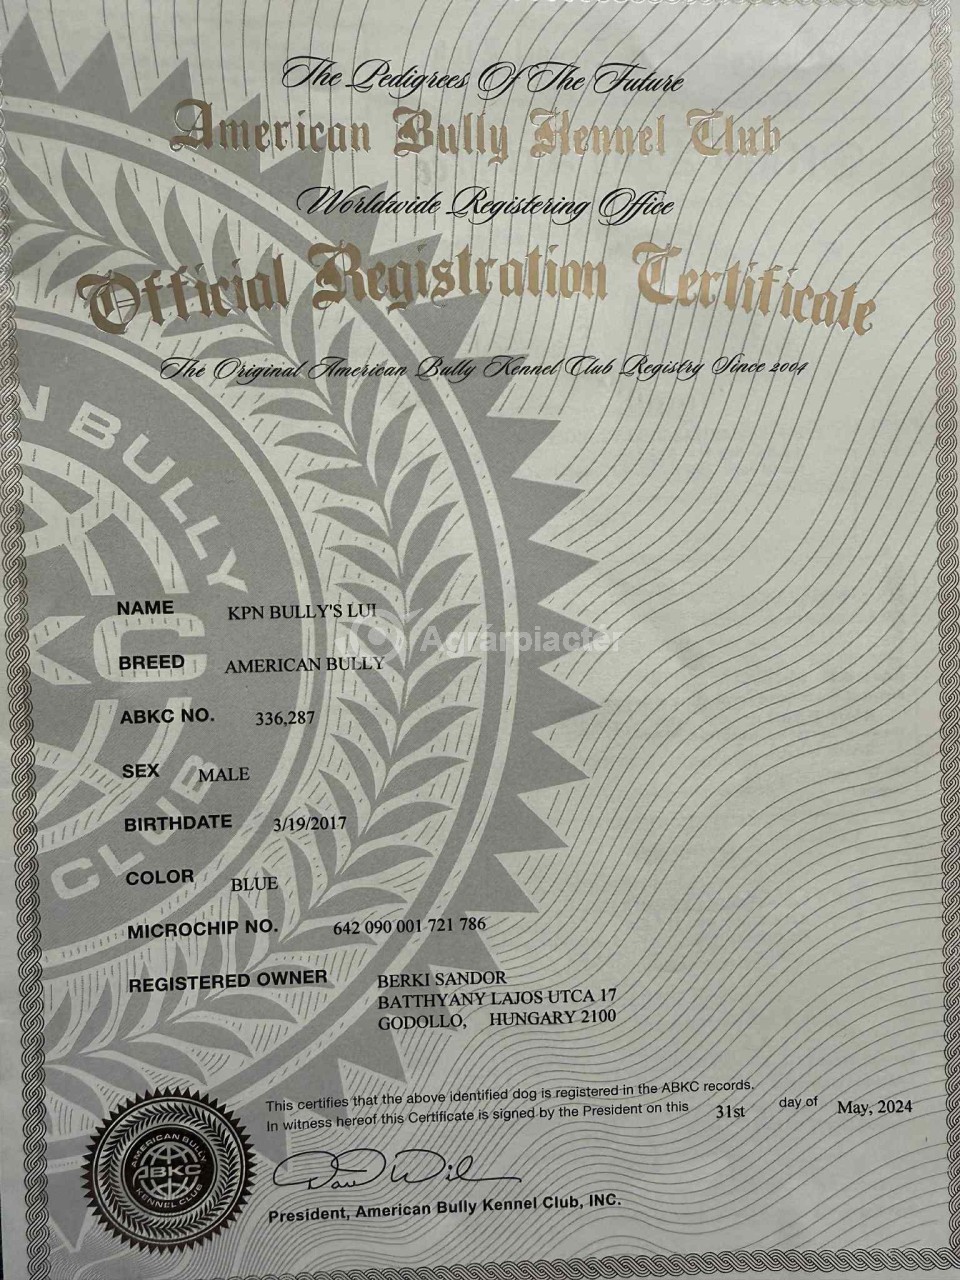 The Pedigrees Of The Future
American Bully Kennel Club
Worldwide Registering Office
Official Registration Certificate
The Original American Bully Kennel Club Registry Since 2004
N BULLY
KC
CLUB
Agrárpiactér
NAME KPN BULLY'S LUI
BREED AMERICAN BULLY
ABKC NO. 336,287
SEX MALE
BIRTHDATE 3/19/2017
COLOR BLUE
MICROCHIP NO. 642 090 001 721 786
REGISTERED OWNER BERKI SANDOR
BATTHYANY LAJOS UTCA 17
GODOLLO, HUNGARY 2100
This certifies that the above identified dog is registered in the ABKC records.
In witness hereof this Certificate is signed by the President on this 31st day of May, 2024
AMERICAN BULLY
ABKC
KENNEL CLUB
President, American Bully Kennel Club, INC.